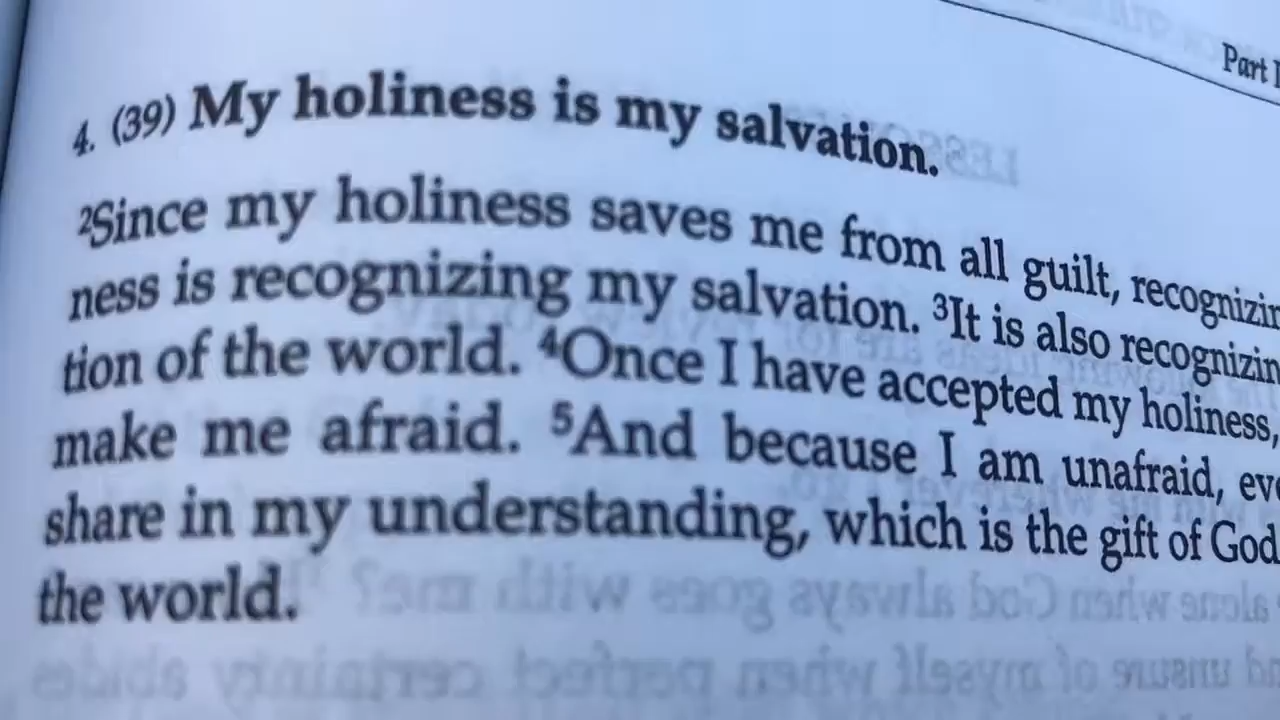 Part I
4. (39) My holiness is my salvation.
²Since my holiness saves me from all guilt, recognizin
ness is recognizing my salvation. ³It is also recognizin
tion of the world. ⁴Once I have accepted my holiness,
make me afraid. ⁵And because I am unafraid, eve
share in my understanding, which is the gift of God
the world.